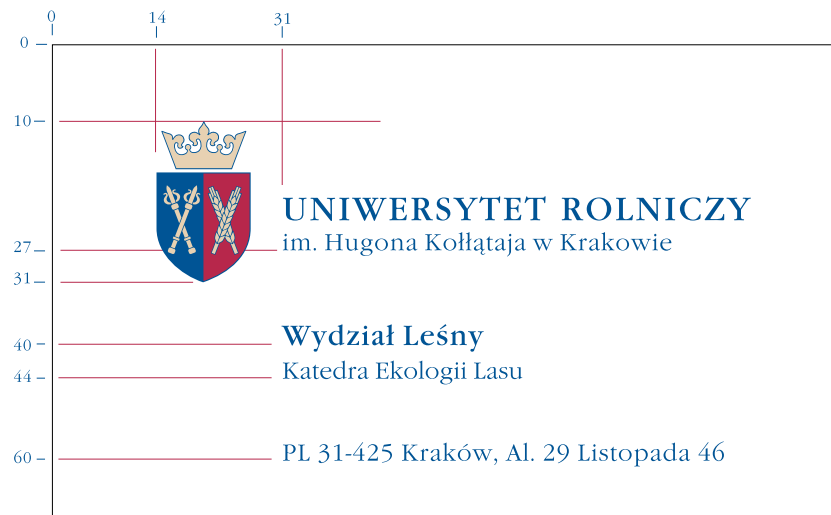 0 14 31
0
10
UNIWERSYTET ROLNICZY
27
im. Hugona Kołłątaja w Krakowie
31
Wydział Leśny
40
Katedra Ekologii Lasu
44
60
PL 31-425 Kraków, Al. 29 Listopada 46